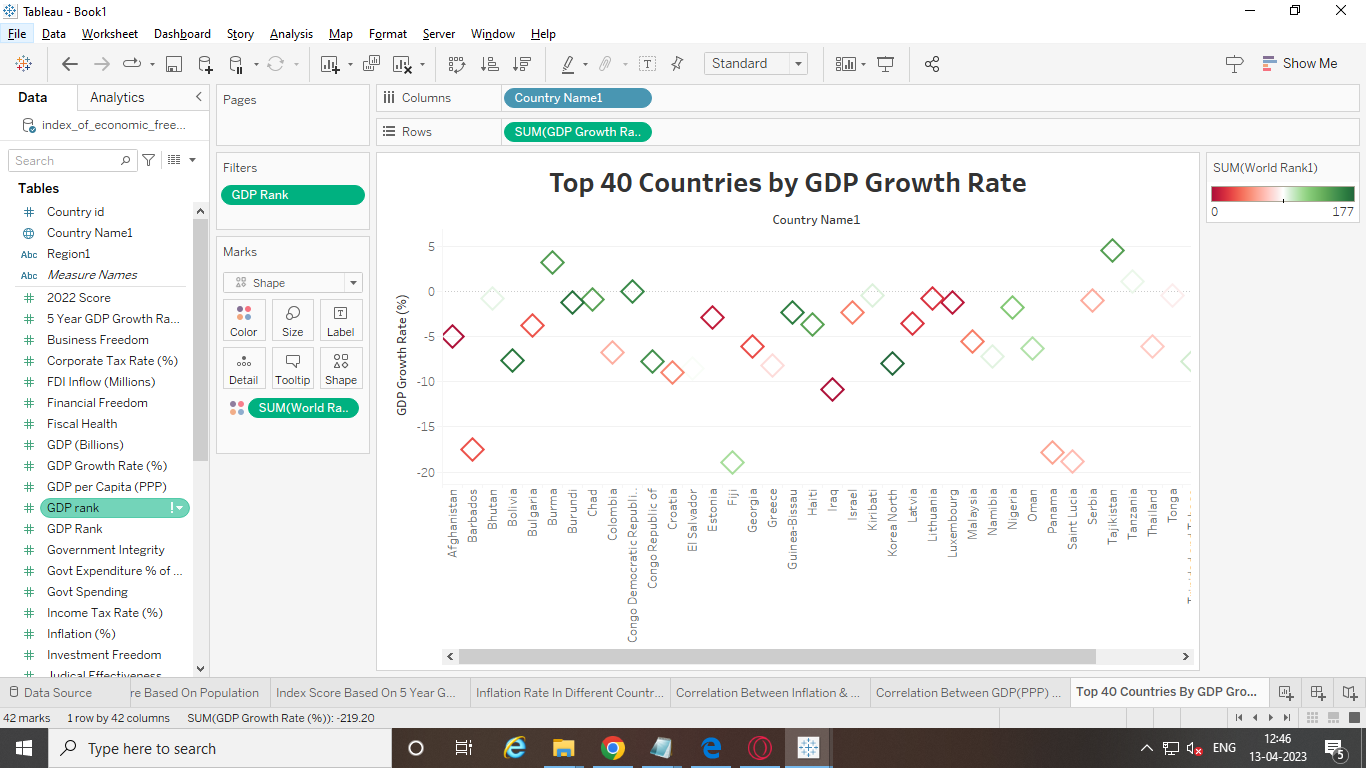 Tableau - Book1
File Data Worksheet Dashboard Story Analysis Map Format Server Window Help
Standard
Show Me
Data Analytics
index_of_economic_free...
Search
Tables
Country id
Country Name1
Abc Region1
Abc Measure Names
2022 Score
5 Year GDP Growth Ra...
Business Freedom
Corporate Tax Rate (%)
FDI Inflow (Millions)
Financial Freedom
Fiscal Health
GDP (Billions)
GDP Growth Rate (%)
GDP per Capita (PPP)
GDP rank
GDP Rank
Government Integrity
Govt Expenditure % of ...
Govt Spending
Income Tax Rate (%)
Inflation (%)
Investment Freedom
Judical Effectiveness
Pages
Filters
GDP Rank
Marks
Shape
Color Size Label
Detail Tooltip Shape
SUM(World Ra..
Columns Country Name1
Rows SUM(GDP Growth Ra..
Top 40 Countries by GDP Growth Rate
Country Name1
GDP Growth Rate (%)
5
0
-5
-10
-15
-20
Afghanistan
Barbados
Bhutan
Bolivia
Bulgaria
Burma
Burundi
Chad
Colombia
Congo Democratic Republi..
Congo Republic of
Croatia
El Salvador
Estonia
Fiji
Georgia
Greece
Guinea-Bissau
Haiti
Iraq
Israel
Kiribati
Korea North
Latvia
Lithuania
Luxembourg
Malaysia
Namibia
Nigeria
Oman
Panama
Saint Lucia
Serbia
Tajikistan
Tanzania
Thailand
Tonga
SUM(World Rank1)
0 177
Data Source
re Based On Population
Index Score Based On 5 Year G...
Inflation Rate In Different Countr...
Correlation Between Inflation & ...
Correlation Between GDP(PPP) ...
Top 40 Countries By GDP Gro...
42 marks 1 row by 42 columns SUM(GDP Growth Rate (%)): -219.20
Type here to search
ENG
12:46
13-04-2023
5